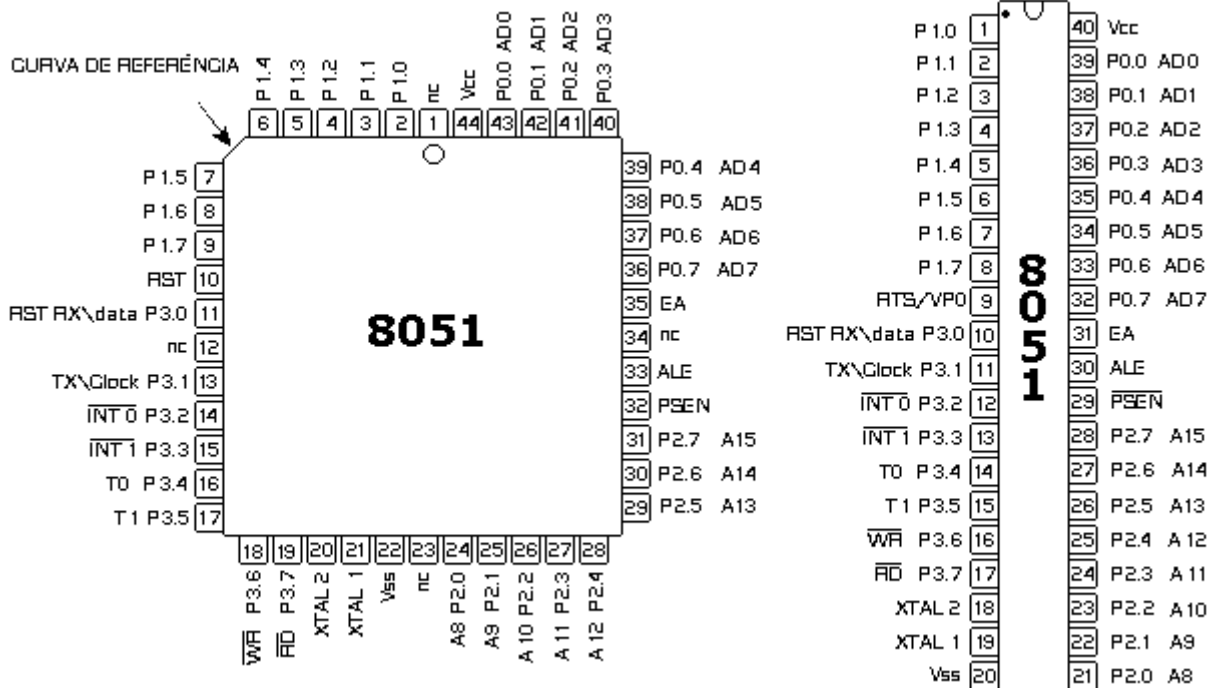 CURVA DE REFERÊNCIA
P 1.4 P 1.3 P 1.2 P 1.1 P 1.0 nc Vcc P0.0 AD0 P0.1 AD1 P0.2 AD2 P0.3 AD3
6 5 4 3 2 1 44 43 42 41 40
P 1.5 7
P 1.6 8
P 1.7 9
RST 10
RST RX\data P3.0 11
nc 12
TX\Clock P3.1 13
INT 0 P3.2 14
INT 1 P3.3 15
T0 P 3.4 16
T 1 P3.5 17
8051
39 P0.4 AD4
38 P0.5 AD5
37 P0.6 AD6
36 P0.7 AD7
35 EA
34 nc
33 ALE
32 PSEN
31 P2.7 A15
30 P2.6 A14
29 P2.5 A13
18 19 20 21 22 23 24 25 26 27 28
WR P3.6 RD P3.7 XTAL 2 XTAL 1 Vss nc A8 P2.0 A9 P2.1 A 10 P2.2 A 11 P2.3 A 12 P2.4
P 1.0 1
P 1.1 2
P 1.2 3
P 1.3 4
P 1.4 5
P 1.5 6
P 1.6 7
P 1.7 8
RTS/VP0 9
RST RX\data P3.0 10
TX\Clock P3.1 11
INT 0 P3.2 12
INT 1 P3.3 13
T0 P 3.4 14
T 1 P3.5 15
WR P3.6 16
RD P3.7 17
XTAL 2 18
XTAL 1 19
Vss 20
8051
40 Vcc
39 P0.0 AD0
38 P0.1 AD1
37 P0.2 AD2
36 P0.3 AD3
35 P0.4 AD4
34 P0.5 AD5
33 P0.6 AD6
32 P0.7 AD7
31 EA
30 ALE
29 PSEN
28 P2.7 A15
27 P2.6 A14
26 P2.5 A13
25 P2.4 A 12
24 P2.3 A 11
23 P2.2 A10
22 P2.1 A9
21 P2.0 A8